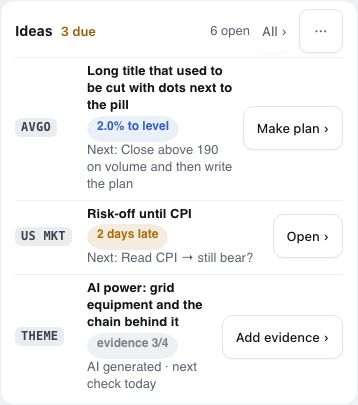 Ideas 3 due 6 open All › ...
Long title that used to
be cut with dots next to
the pill
AVGO
2.0% to level
Make plan ›
Next: Close above 190
on volume and then write
the plan
Risk-off until CPI
US MKT
2 days late
Open ›
Next: Read CPI → still bear?
AI power: grid
equipment and the
chain behind it
THEME
evidence 3/4
Add evidence ›
AI generated · next
check today